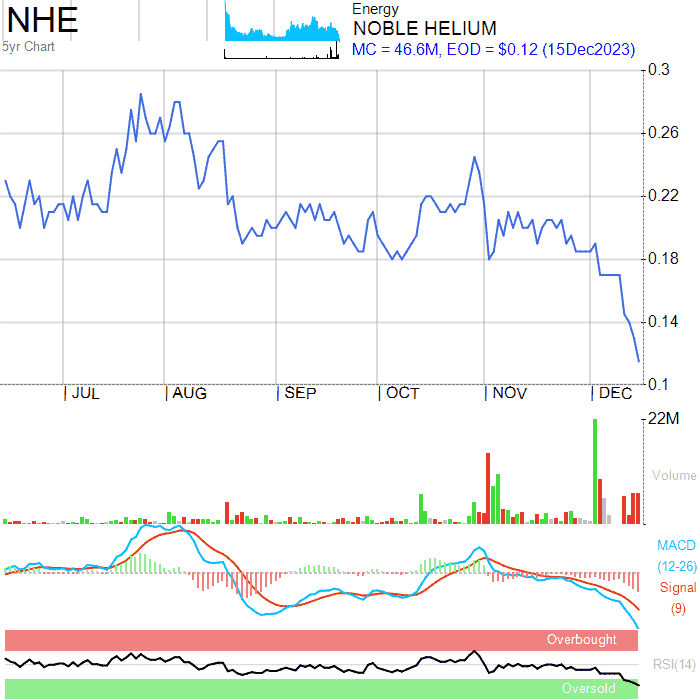 NHE
5yr Chart
Energy
NOBLE HELIUM
MC = 46.6M, EOD = $0.12 (15Dec2023)
0.3
0.26
0.22
0.18
0.14
0.1
JUL AUG SEP OCT NOV DEC
22M
Volume
MACD
(12-26)
Signal
(9)
Overbought
RSI(14)
Oversold